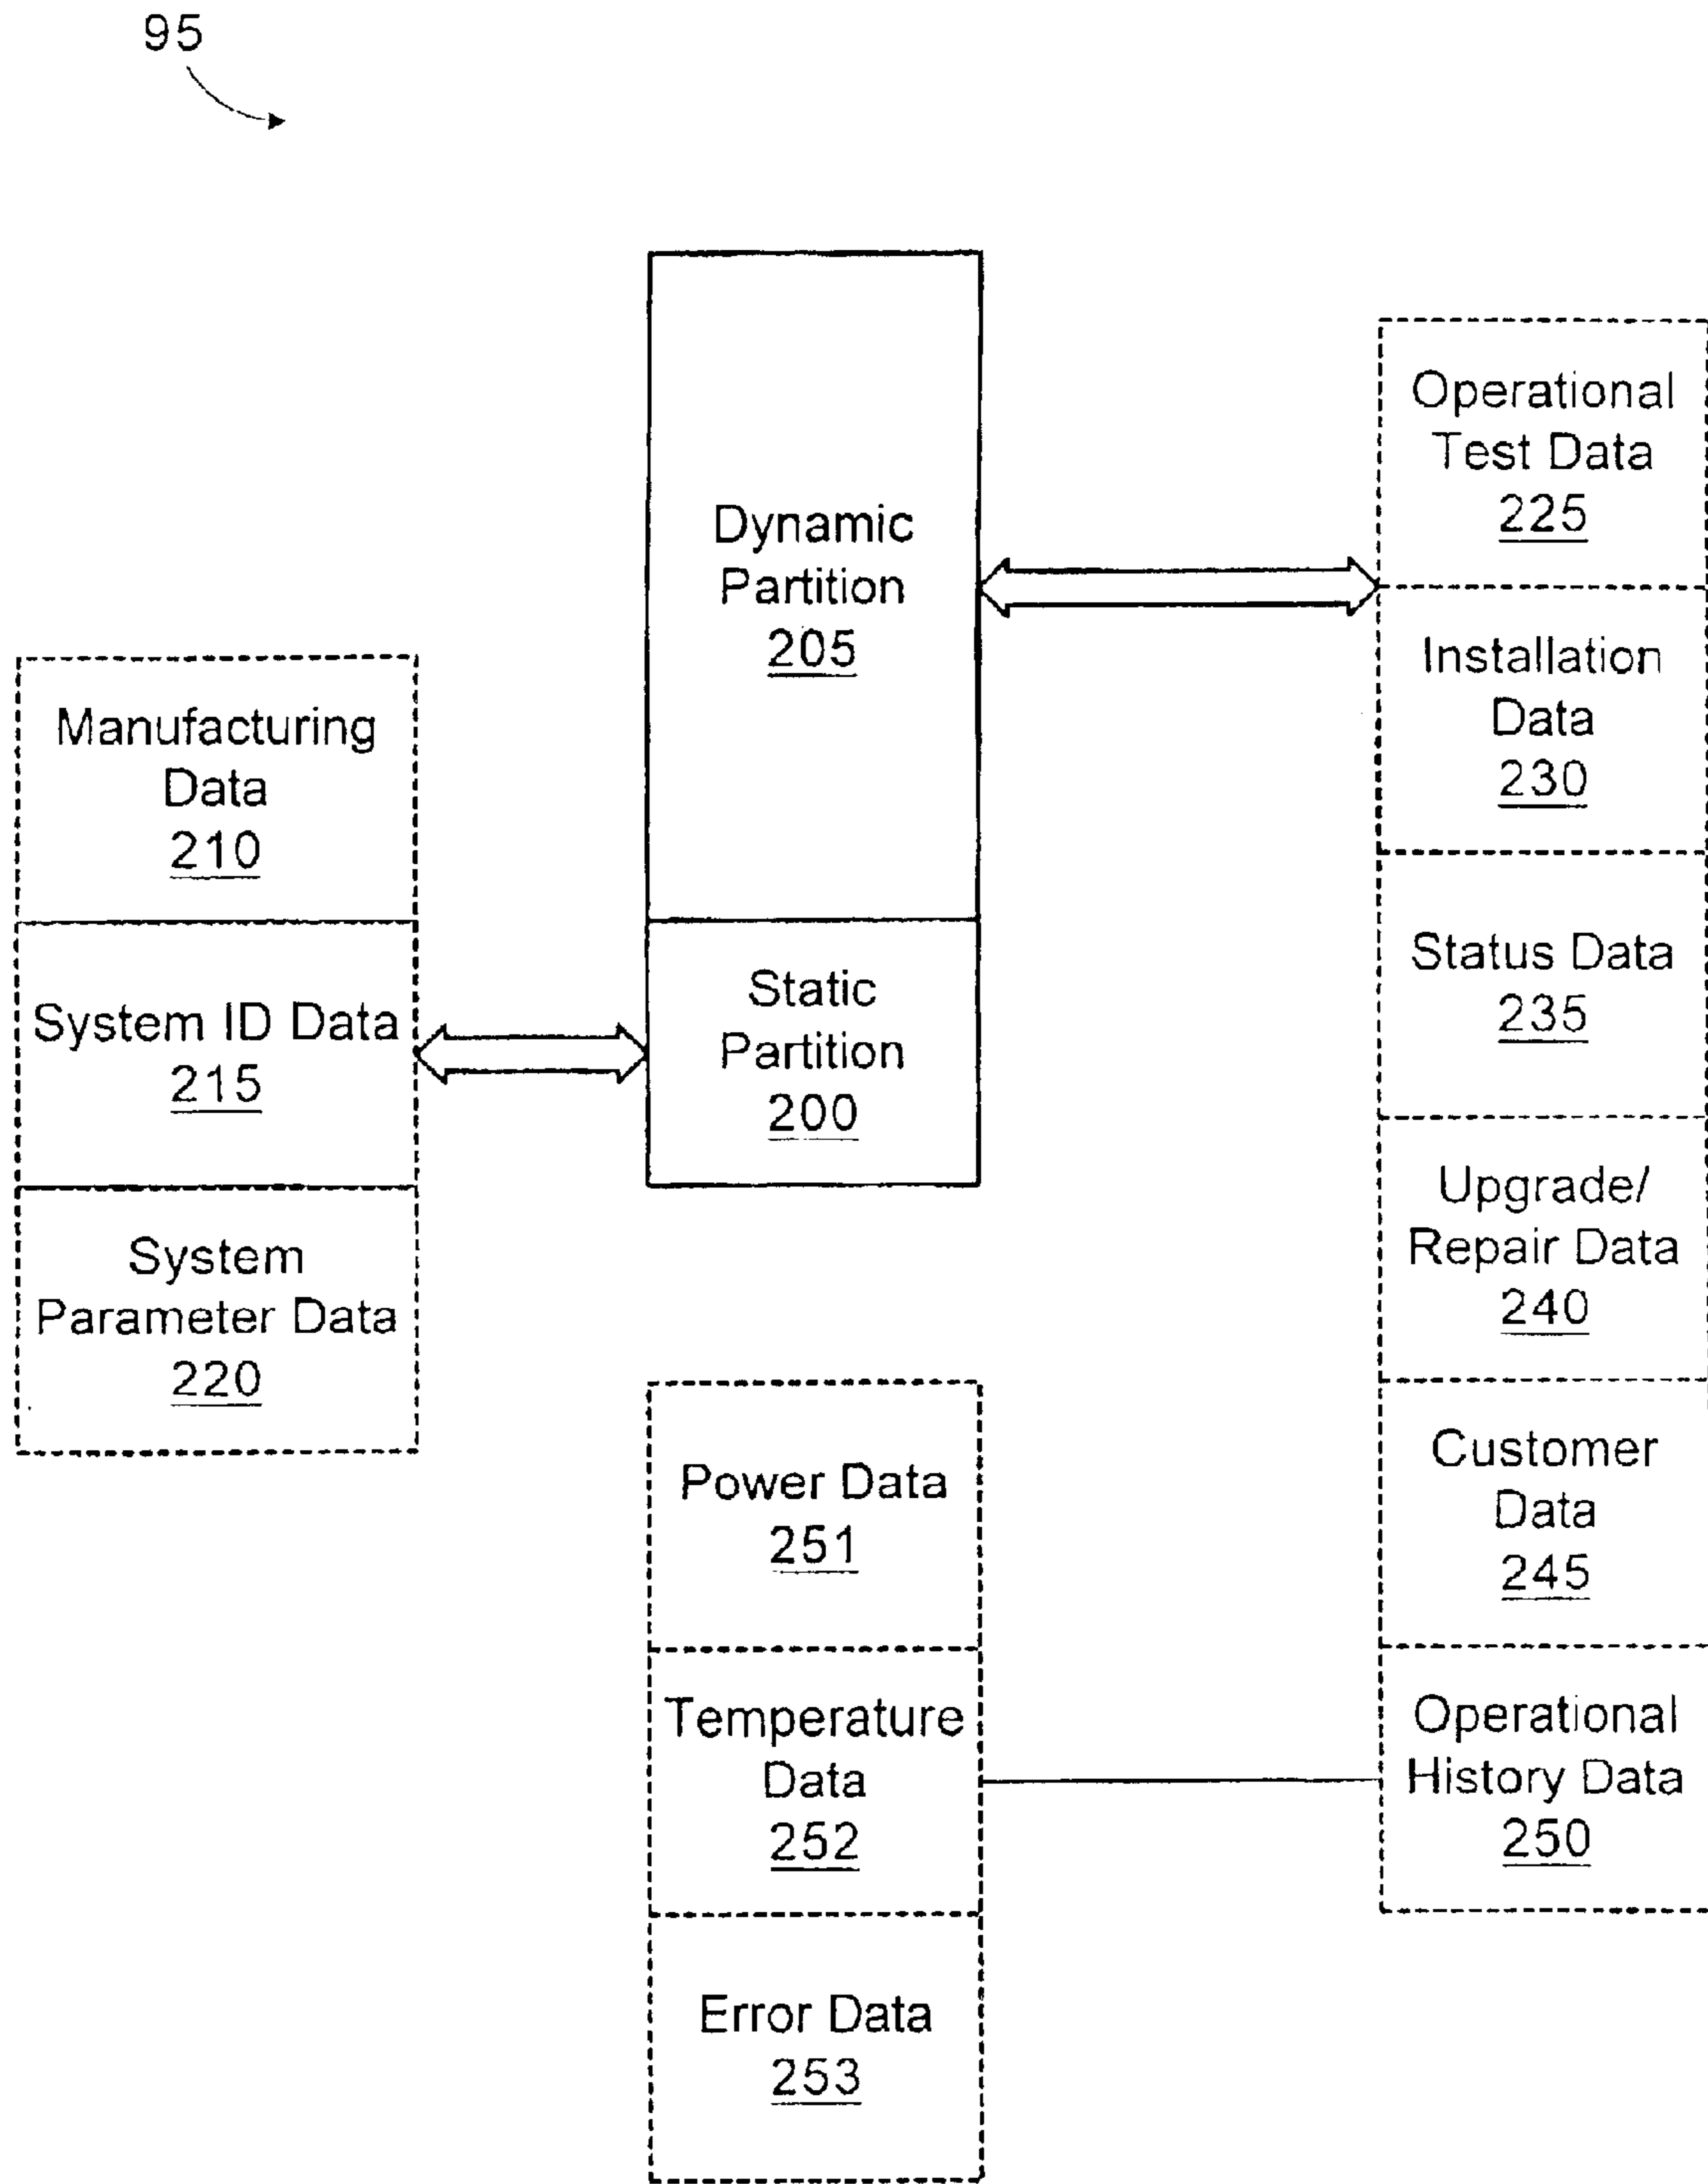 95
Dynamic
Partition
205
Static
Partition
200
Manufacturing
Data
210
System ID Data
215
System
Parameter Data
220
Operational
Test Data
225
Installation
Data
230
Status Data
235
Upgrade/
Repair Data
240
Customer
Data
245
Operational
History Data
250
Power Data
251
Temperature
Data
252
Error Data
253